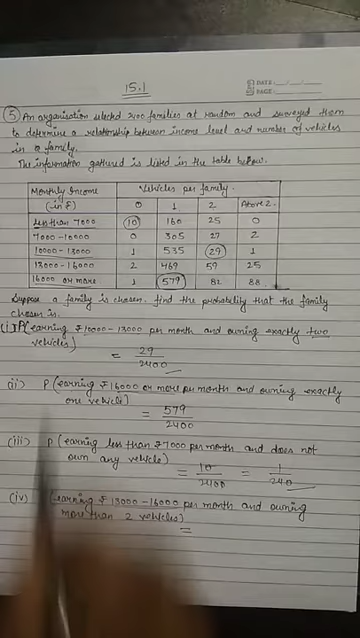 15.1
DATE:
PAGE:
(5) An organisation selected 2400 families at random and surveyed them
to determine a relationship between income level and number of vehicles
in a family.
The information gathered is listed in the table below.
Monthly Income (in ₹) Vehicles per family.
0 1 2 Above 2
Less than 7000 10 160 25 0
7000-10000 0 305 27 2
10000-13000 1 535 29 1
13000-16000 2 469 59 25
16000 or more 1 579 82 88
Suppose a family is chosen. find the probability that the family
chosen is.
(i) P(earning ₹10000-13000 per month and owning exactly two
vehicles)
= 29/2400
(ii) P(earning ₹16000 or more per month and owning exactly
one vehicle)
= 579/2400
(iii) P(earning less than ₹7000 per month and does not
own any vehicle) = 10/2400 = 1/240
(iv) earning ₹ 13000-16000 per month and owning
more than 2 vehicles)
=